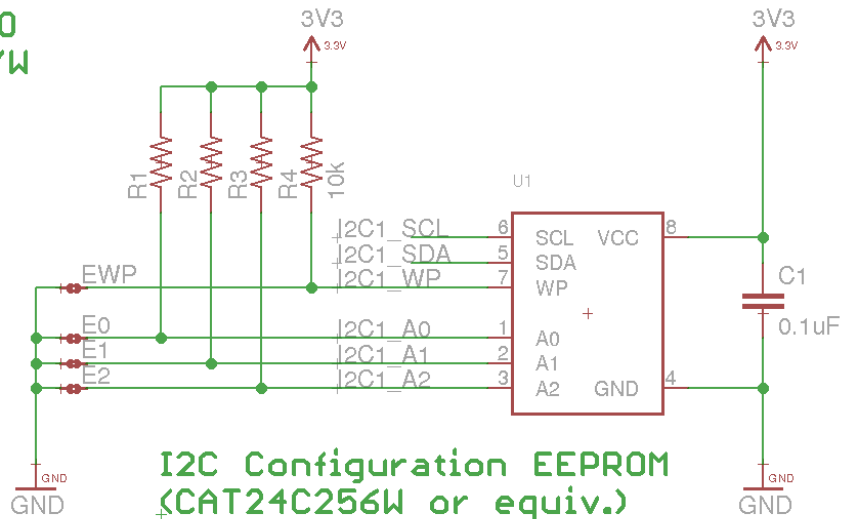 0
W
3V3
3.3V
3V3
3.3V
R1
R2
R3
R4
10k
U1
I2C1_SCL
6
SCL
VCC
8
I2C1_SDA
5
SDA
EWP
I2C1_WP
7
WP
C1
0.1uF
E0
I2C1_A0
1
A0
E1
I2C1_A1
2
A1
E2
I2C1_A2
3
A2
GND
4
GND
GND
GND
GND
I2C Configuration EEPROM
(CAT24C256W or equiv.)